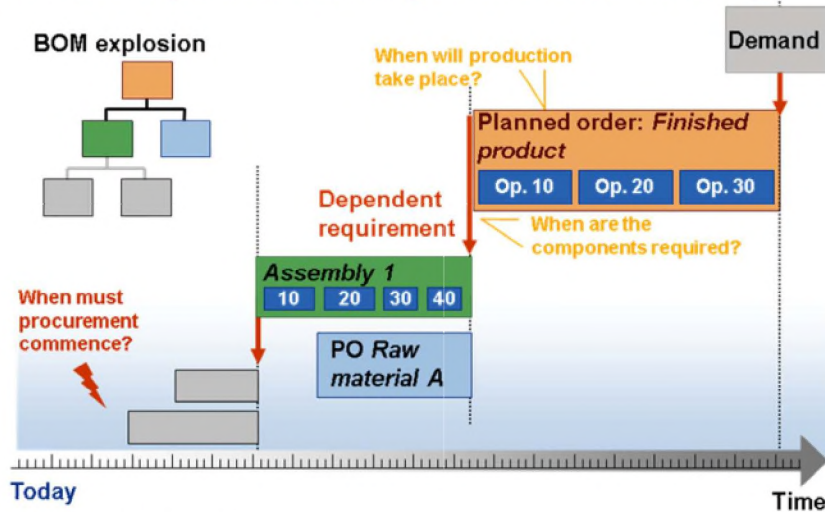 BOM explosion
When will production
take place?
Demand
Planned order: Finished
product
Op. 10
Op. 20
Op. 30
Dependent
requirement
When are the
components required?
Assembly 1
10
20
30
40
When must
procurement
commence?
PO Raw
material A
Today
Time